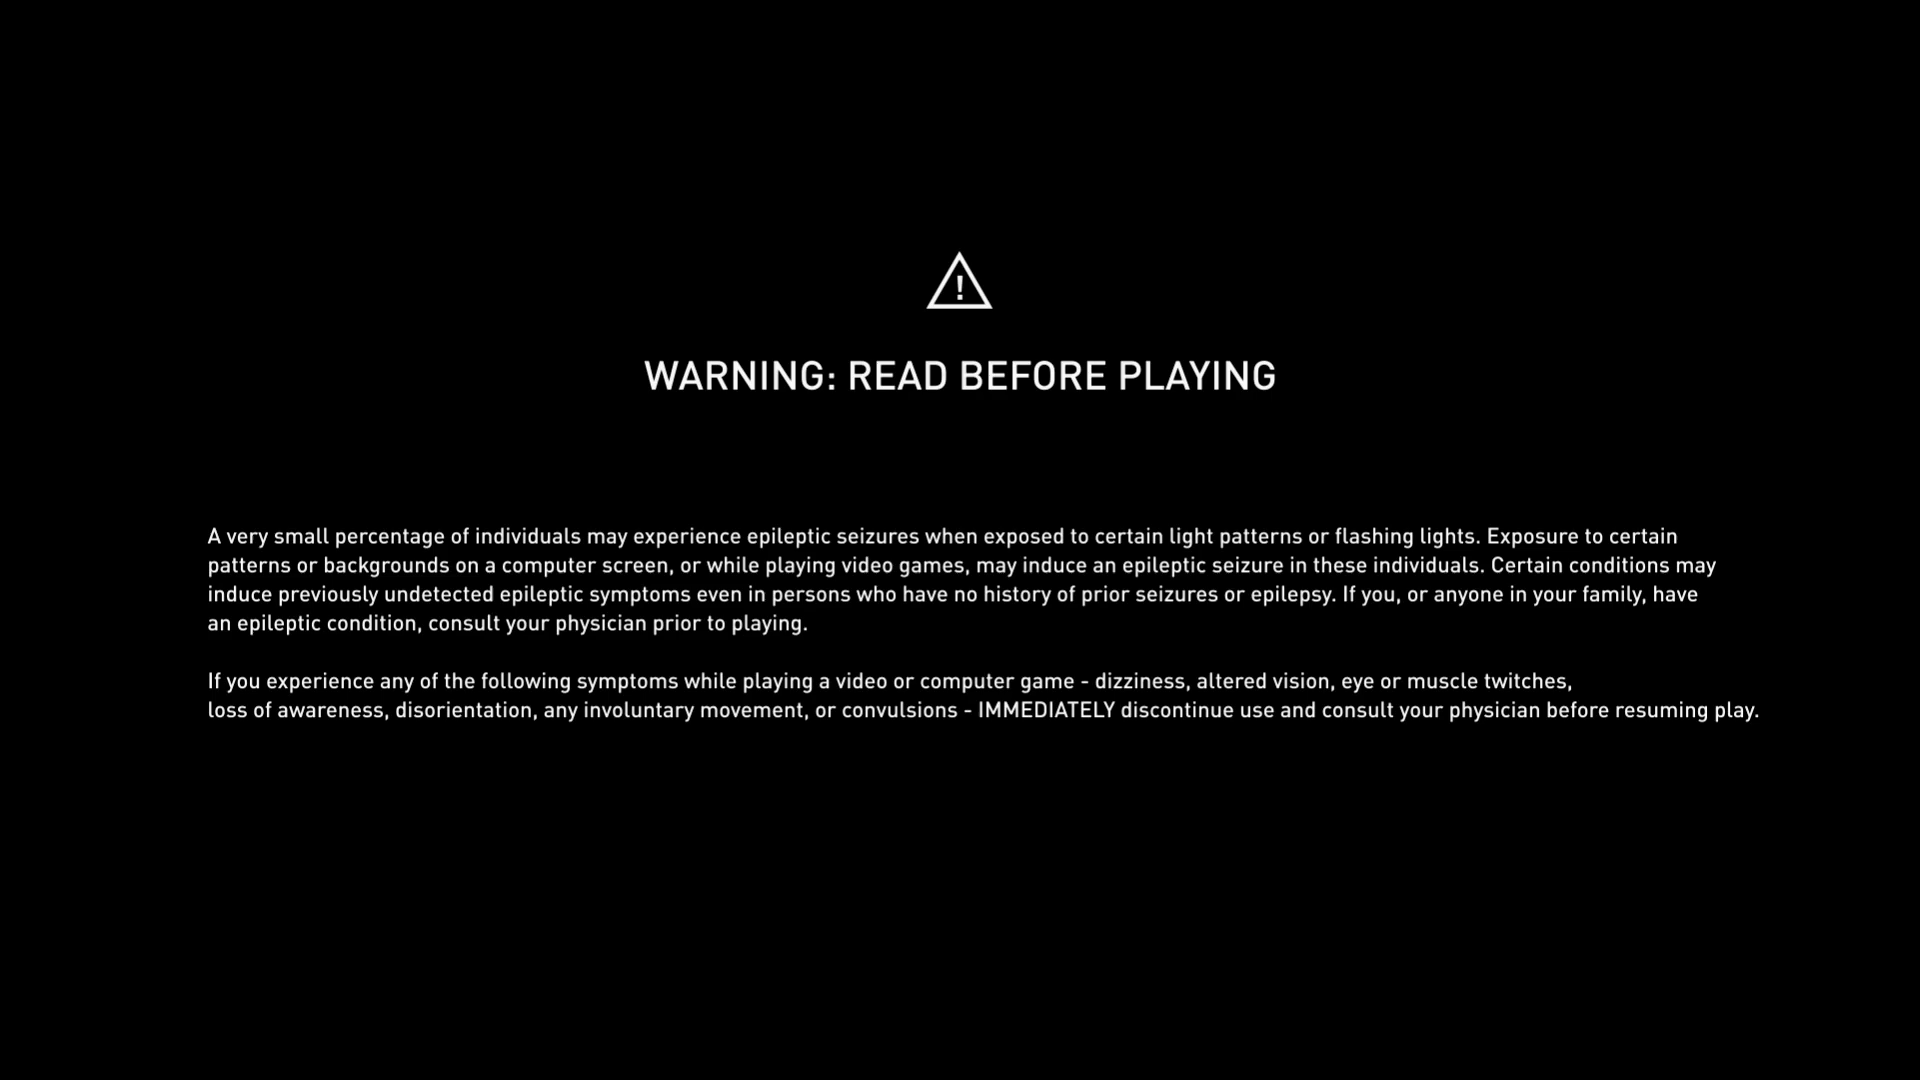 !
WARNING: READ BEFORE PLAYING
A very small percentage of individuals may experience epileptic seizures when exposed to certain light patterns or flashing lights. Exposure to certain
patterns or backgrounds on a computer screen, or while playing video games, may induce an epileptic seizure in these individuals. Certain conditions may
induce previously undetected epileptic symptoms even in persons who have no history of prior seizures or epilepsy. If you, or anyone in your family, have
an epileptic condition, consult your physician prior to playing.
If you experience any of the following symptoms while playing a video or computer game - dizziness, altered vision, eye or muscle twitches,
loss of awareness, disorientation, any involuntary movement, or convulsions - IMMEDIATELY discontinue use and consult your physician before resuming play.